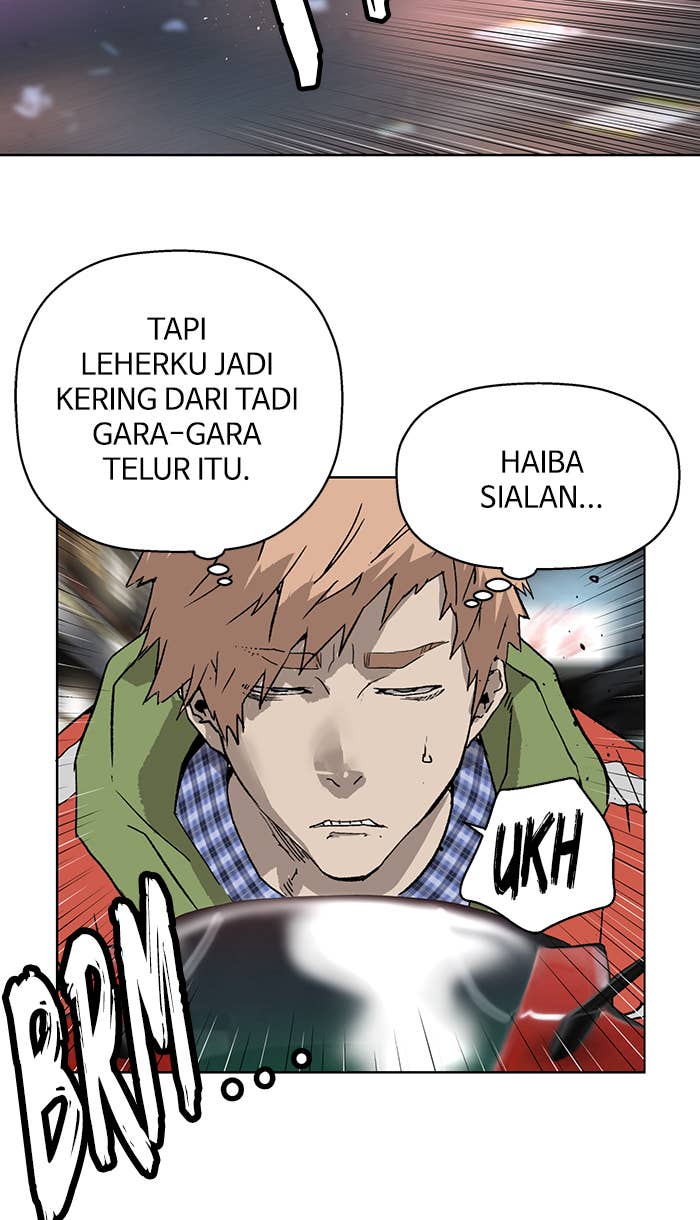 TAPI
LEHERKU JADI
KERING DARI TADI
GARA-GARA
TELUR ITU.
HAIBA
SIALAN...
UKH
BRM...